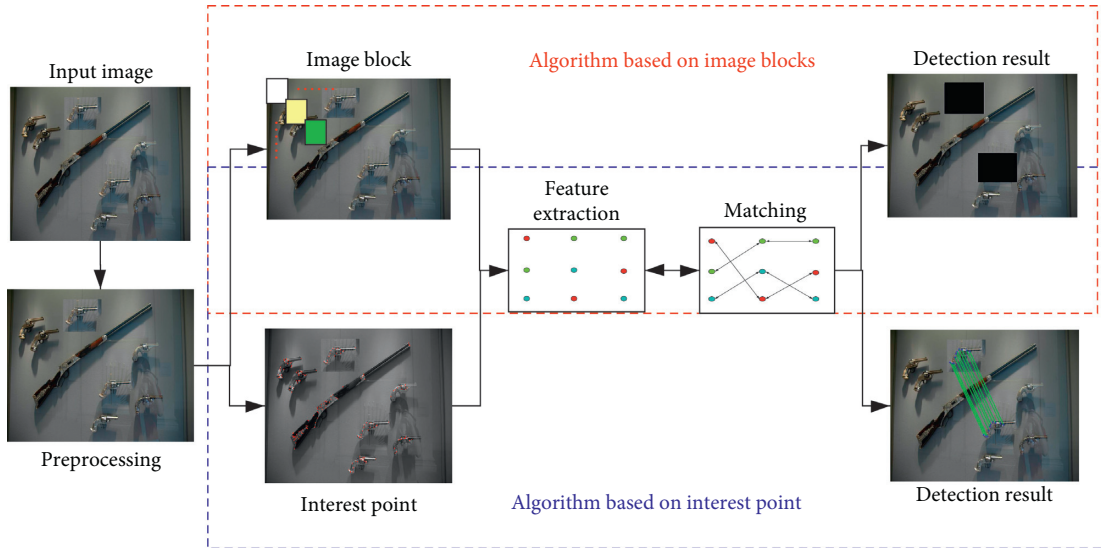 Input image
Image block
Algorithm based on image blocks
Detection result
Feature
extraction
Matching
Preprocessing
Interest point
Algorithm based on interest point
Detection result